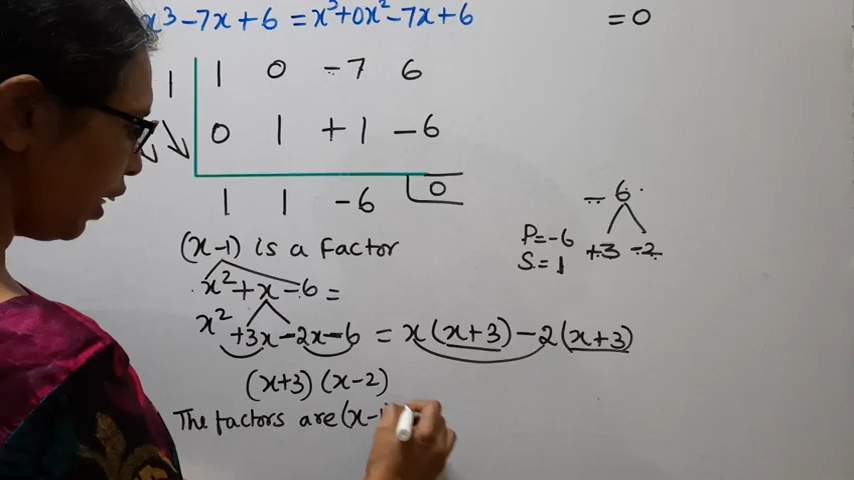 x³-7x+6 = x³+0x²-7x+6 = 0
1 1 0 -7 6
0 1 +1 -6
1 1 -6 0
(x-1) is a Factor
x²+x-6 =
x²+3x-2x-6 = x(x+3)-2(x+3)
(x+3)(x-2)
The factors are (x-1
-6
P=-6 +3 -2
S=1